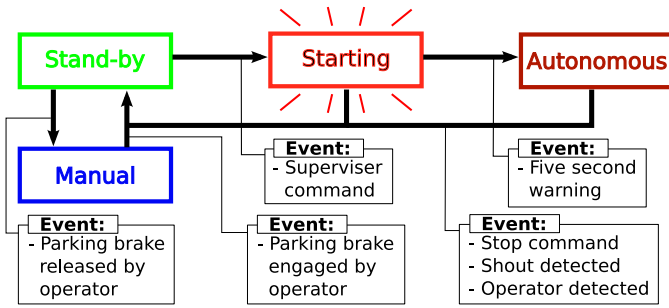 Stand-by
Starting
Autonomous
Manual
Event:
- Superviser
command
Event:
- Five second
warning
Event:
- Parking brake
released by
operator
Event:
- Parking brake
engaged by
operator
Event:
- Stop command
- Shout detected
- Operator detected